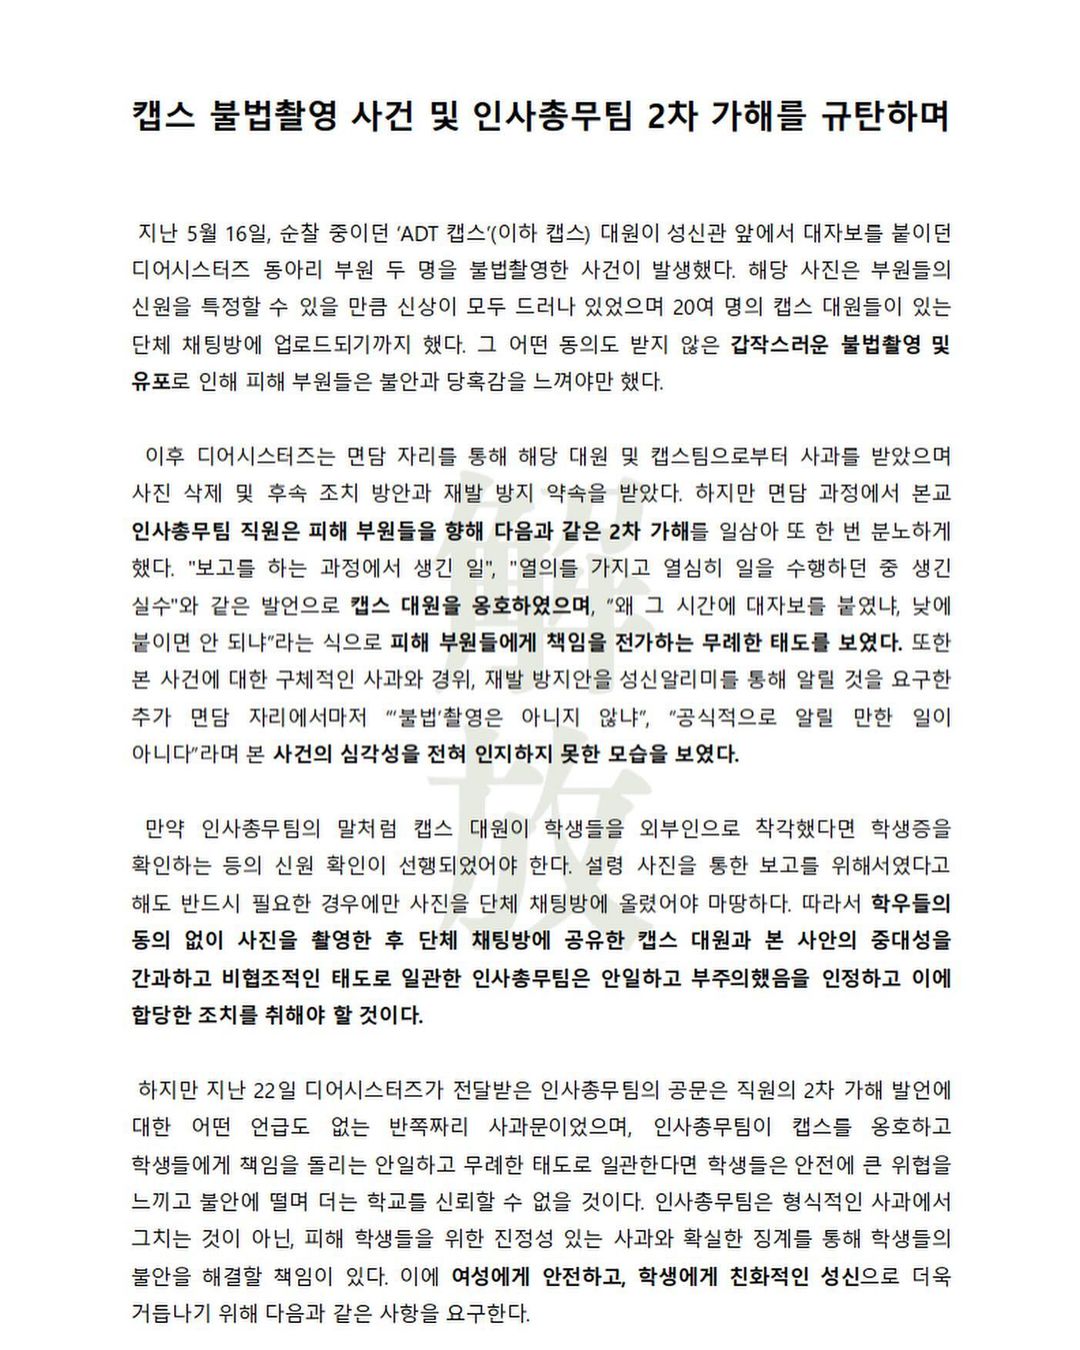 캡스 불법촬영 사건 및 인사총무팀 2차 가해를 규탄하며
지난 5월 16일, 순찰 중이던 ‘ADT 캡스’(이하 캡스) 대원이 성신관 앞에서 대자보를 붙이던
디어시스터즈 동아리 부원 두 명을 불법촬영한 사건이 발생했다. 해당 사진은 부원들의
신원을 특정할 수 있을 만큼 신상이 모두 드러나 있었으며 20여 명의 캡스 대원들이 있는
단체 채팅방에 업로드되기까지 했다. 그 어떤 동의도 받지 않은 갑작스러운 불법촬영 및
유포로 인해 피해 부원들은 불안과 당혹감을 느껴야만 했다.
이후 디어시스터즈는 면담 자리를 통해 해당 대원 및 캡스팀으로부터 사과를 받았으며
사진 삭제 및 후속 조치 방안과 재발 방지 약속을 받았다. 하지만 면담 과정에서 본교
인사총무팀 직원은 피해 부원들을 향해 다음과 같은 2차 가해를 일삼아 또 한 번 분노하게
했다. "보고를 하는 과정에서 생긴 일", "열의를 가지고 열심히 일을 수행하던 중 생긴
실수"와 같은 발언으로 캡스 대원을 옹호하였으며, “왜 그 시간에 대자보를 붙였냐, 낮에
붙이면 안 되냐”라는 식으로 피해 부원들에게 책임을 전가하는 무례한 태도를 보였다. 또한
본 사건에 대한 구체적인 사과와 경위, 재발 방지안을 성신알리미를 통해 알릴 것을 요구한
추가 면담 자리에서마저 “‘불법’촬영은 아니지 않냐”, “공식적으로 알릴 만한 일이
아니다”라며 본 사건의 심각성을 전혀 인지하지 못한 모습을 보였다.
만약 인사총무팀의 말처럼 캡스 대원이 학생들을 외부인으로 착각했다면 학생증을
확인하는 등의 신원 확인이 선행되었어야 한다. 설령 사진을 통한 보고를 위해서였다고
해도 반드시 필요한 경우에만 사진을 단체 채팅방에 올렸어야 마땅하다. 따라서 학우들의
동의 없이 사진을 촬영한 후 단체 채팅방에 공유한 캡스 대원과 본 사안의 중대성을
간과하고 비협조적인 태도로 일관한 인사총무팀은 안일하고 부주의했음을 인정하고 이에
합당한 조치를 취해야 할 것이다.
하지만 지난 22일 디어시스터즈가 전달받은 인사총무팀의 공문은 직원의 2차 가해 발언에
대한 어떤 언급도 없는 반쪽짜리 사과문이었으며, 인사총무팀이 캡스를 옹호하고
학생들에게 책임을 돌리는 안일하고 무례한 태도로 일관한다면 학생들은 안전에 큰 위협을
느끼고 불안에 떨며 더는 학교를 신뢰할 수 없을 것이다. 인사총무팀은 형식적인 사과에서
그치는 것이 아닌, 피해 학생들을 위한 진정성 있는 사과와 확실한 징계를 통해 학생들의
불안을 해결할 책임이 있다. 이에 여성에게 안전하고, 학생에게 친화적인 성신으로 더욱
거듭나기 위해 다음과 같은 사항을 요구한다.
解
放